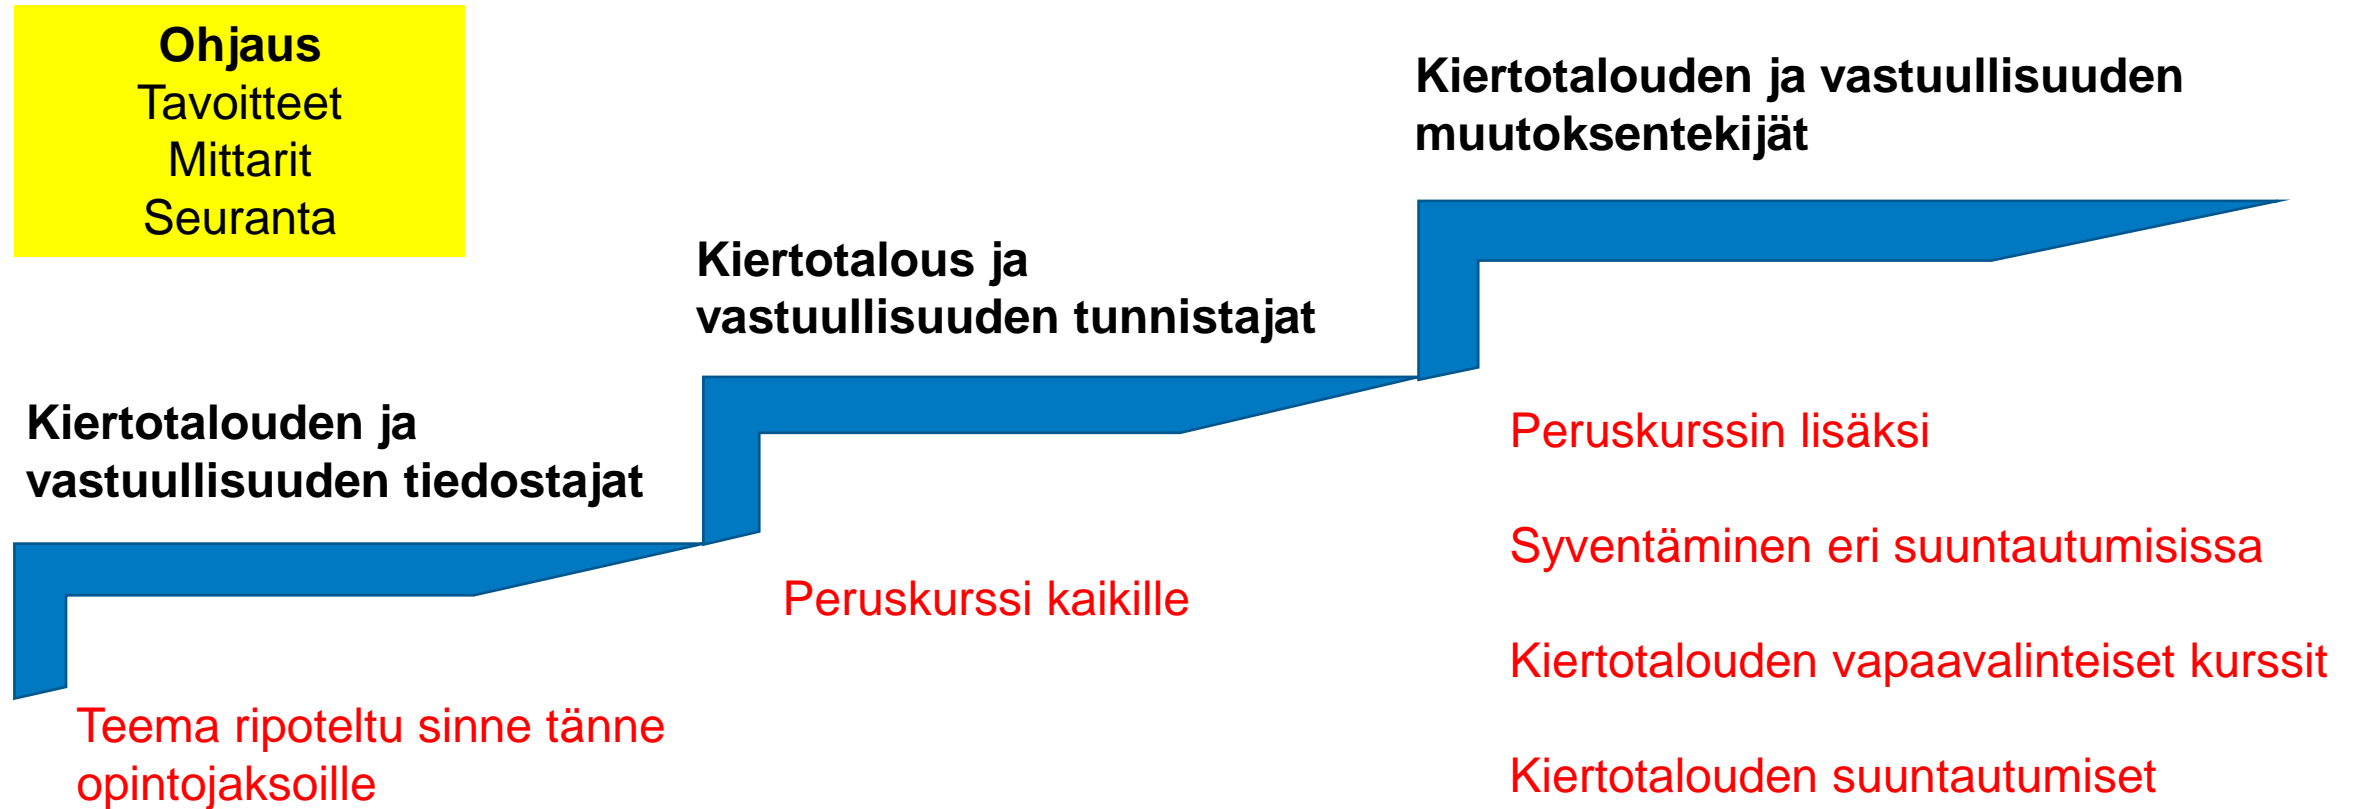 Ohjaus
Tavoitteet
Mittarit
Seuranta
Kiertotalouden ja
vastuullisuuden tiedostajat
Teema ripoteltu sinne tänne
opintojaksoille
Kiertotalous ja
vastuullisuuden tunnistajat
Peruskurssi kaikille
Kiertotalouden ja vastuullisuuden
muutoksentekijät
Peruskurssin lisäksi
Syventäminen eri suuntautumisissa
Kiertotalouden vapaavalinteiset kurssit
Kiertotalouden suuntautumiset